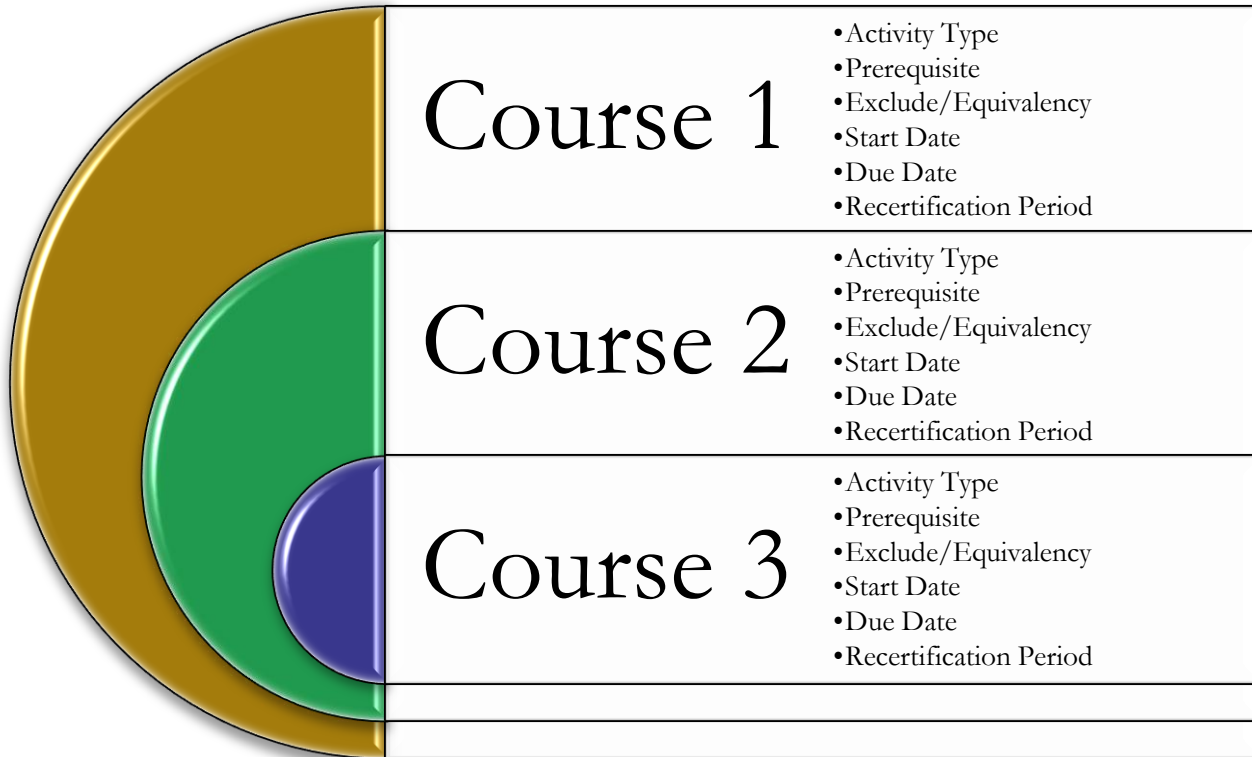 Course 1
•Activity Type
•Prerequisite
•Exclude/Equivalency
•Start Date
•Due Date
•Recertification Period
Course 2
•Activity Type
•Prerequisite
•Exclude/Equivalency
•Start Date
•Due Date
•Recertification Period
Course 3
•Activity Type
•Prerequisite
•Exclude/Equivalency
•Start Date
•Due Date
•Recertification Period